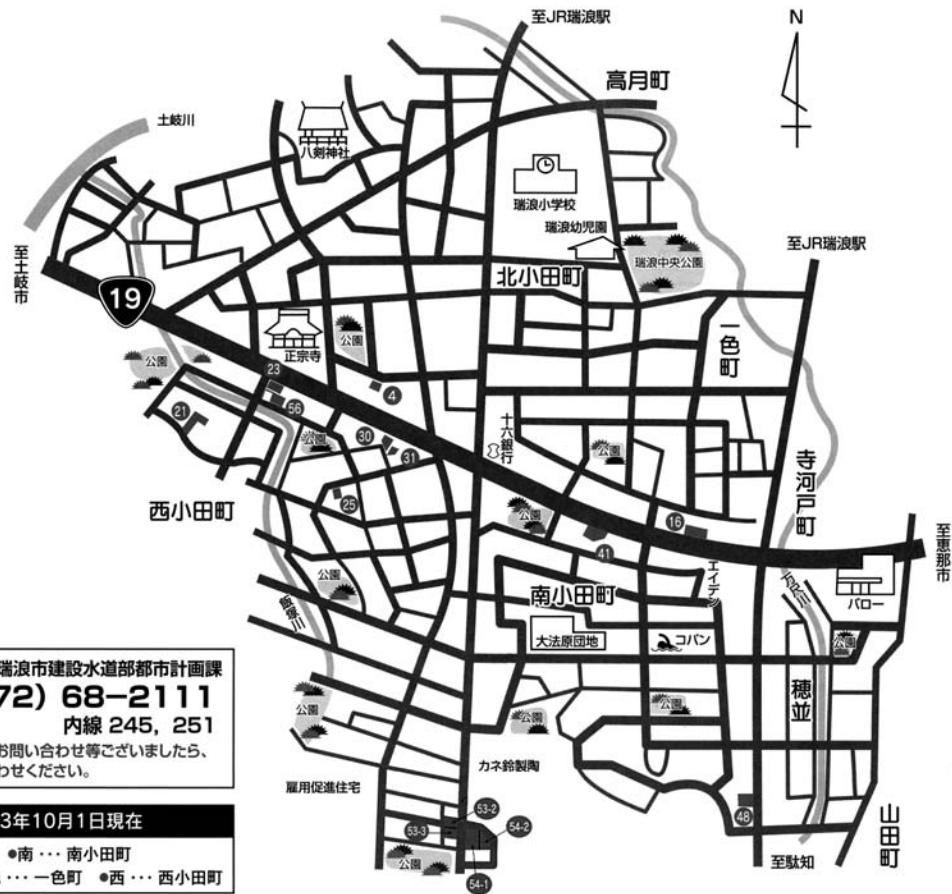 至JR瑞浪駅
N
高月町
土岐川
八剣神社
瑞浪小学校
瑞浪幼児園
至JR瑞浪駅
瑞浪中央公園
至土岐市
北小田町
19
一色町
正宗寺
公園
公園
23
4
56
21
公園
30
31
十六銀行
公園
寺河戸町
25
西小田町
公園
16
41
至恵那市
エイデン
万尺川
バロー
公園
飯塚川
南小田町
大法原団地
コパン
公園
穂並
瑞浪市建設水道部都市計画課
72）68−2111
内線 245，251
お問い合わせ等ございましたら、
わせください。
公園
公園
公園
カネ鈴製陶
雇用促進住宅
53-2
53-3
54-2
48
山田町
3年10月1日現在
●南 … 南小田町
… 一色町 ●西 … 西小田町
公園
54-1
至駄知